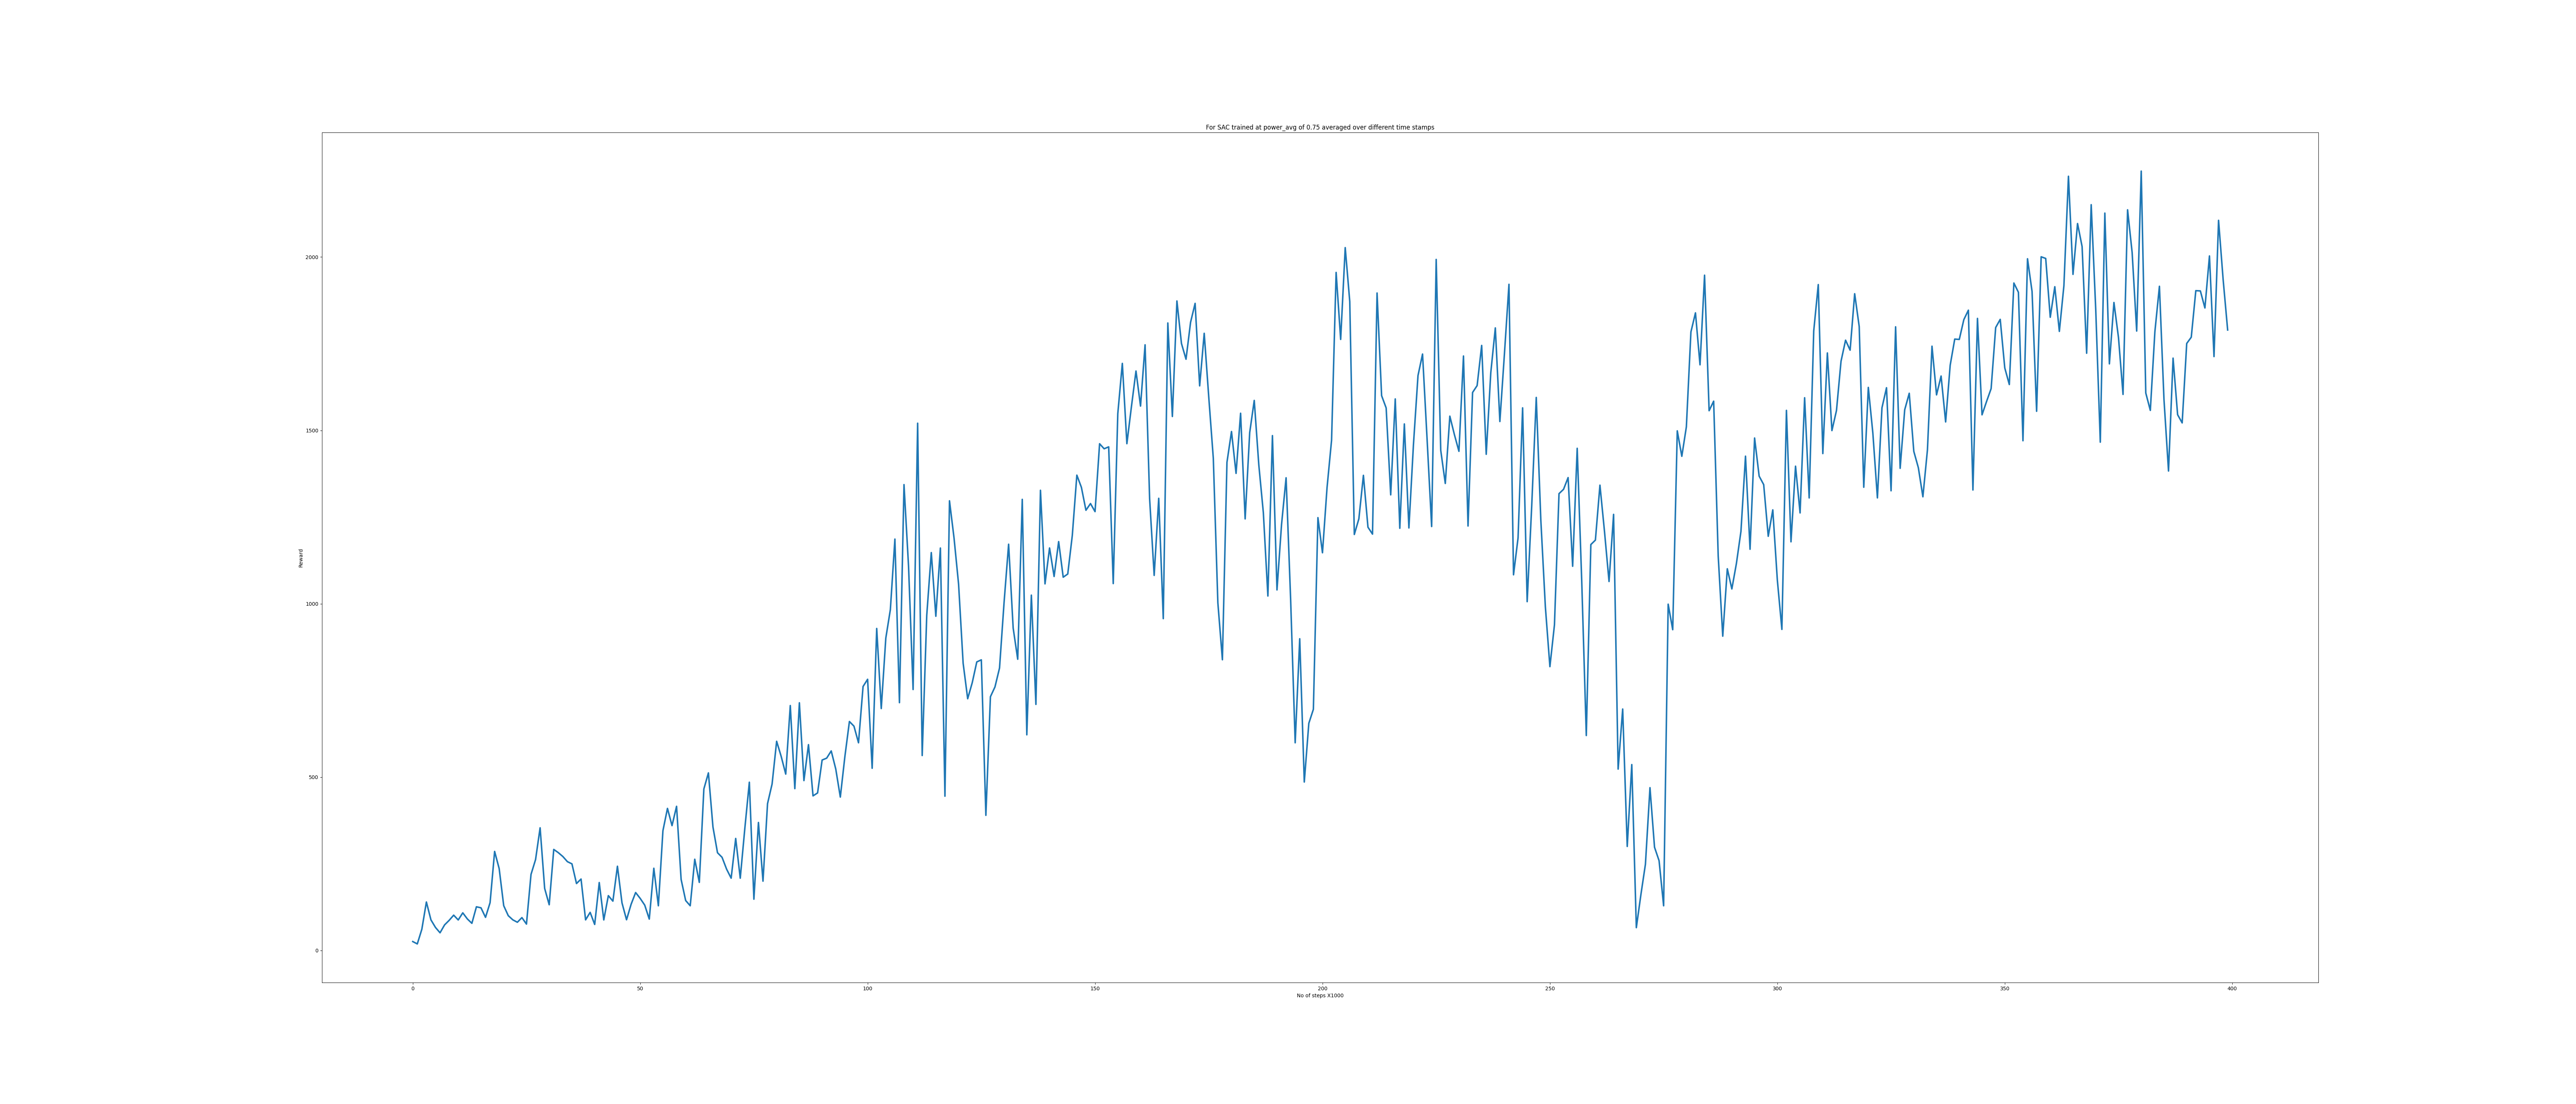 For SAC trained at power_avg of 0.75 averaged over different time stamps
2000
1500
1000
500
0
Reward
0 50 100 150 200 250 300 350 400
No of steps X1000